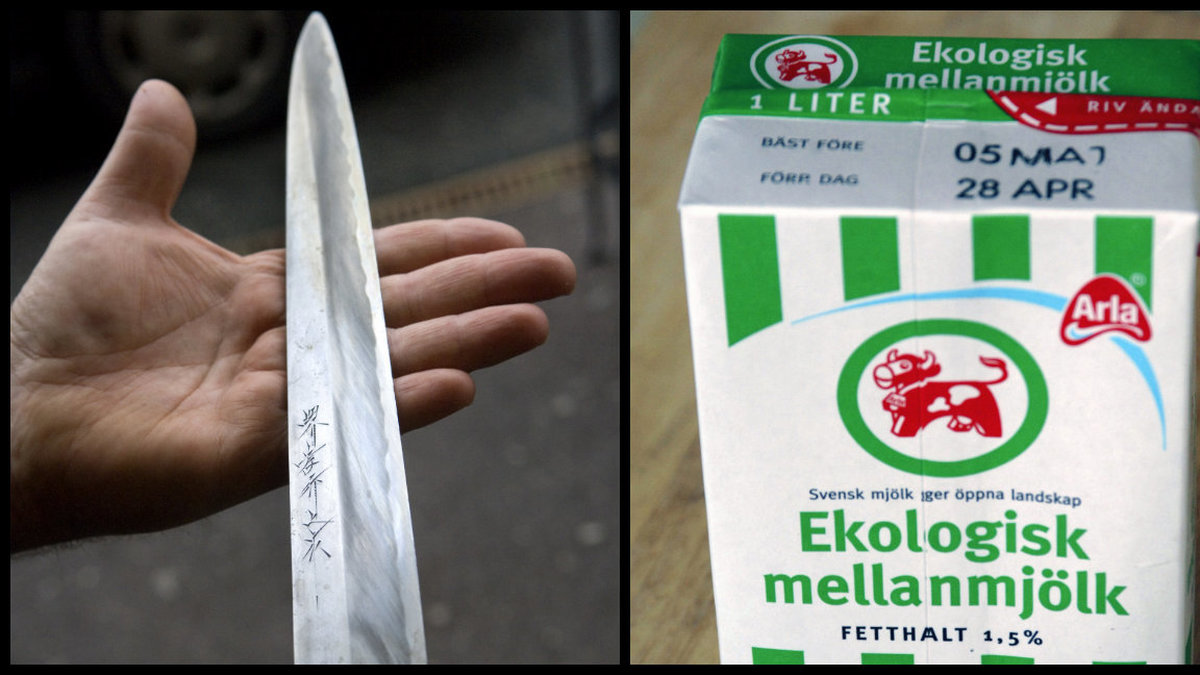 Ekologisk
mellanmjölk
1 LITER
RIV ÄNDA
BÄST FÖRE 05 MAJ
FÖRP. DAG 28 APR
Arla
Svensk mjölk ger öppna landskap
Ekologisk
mellanmjölk
FETTHALT 1,5%